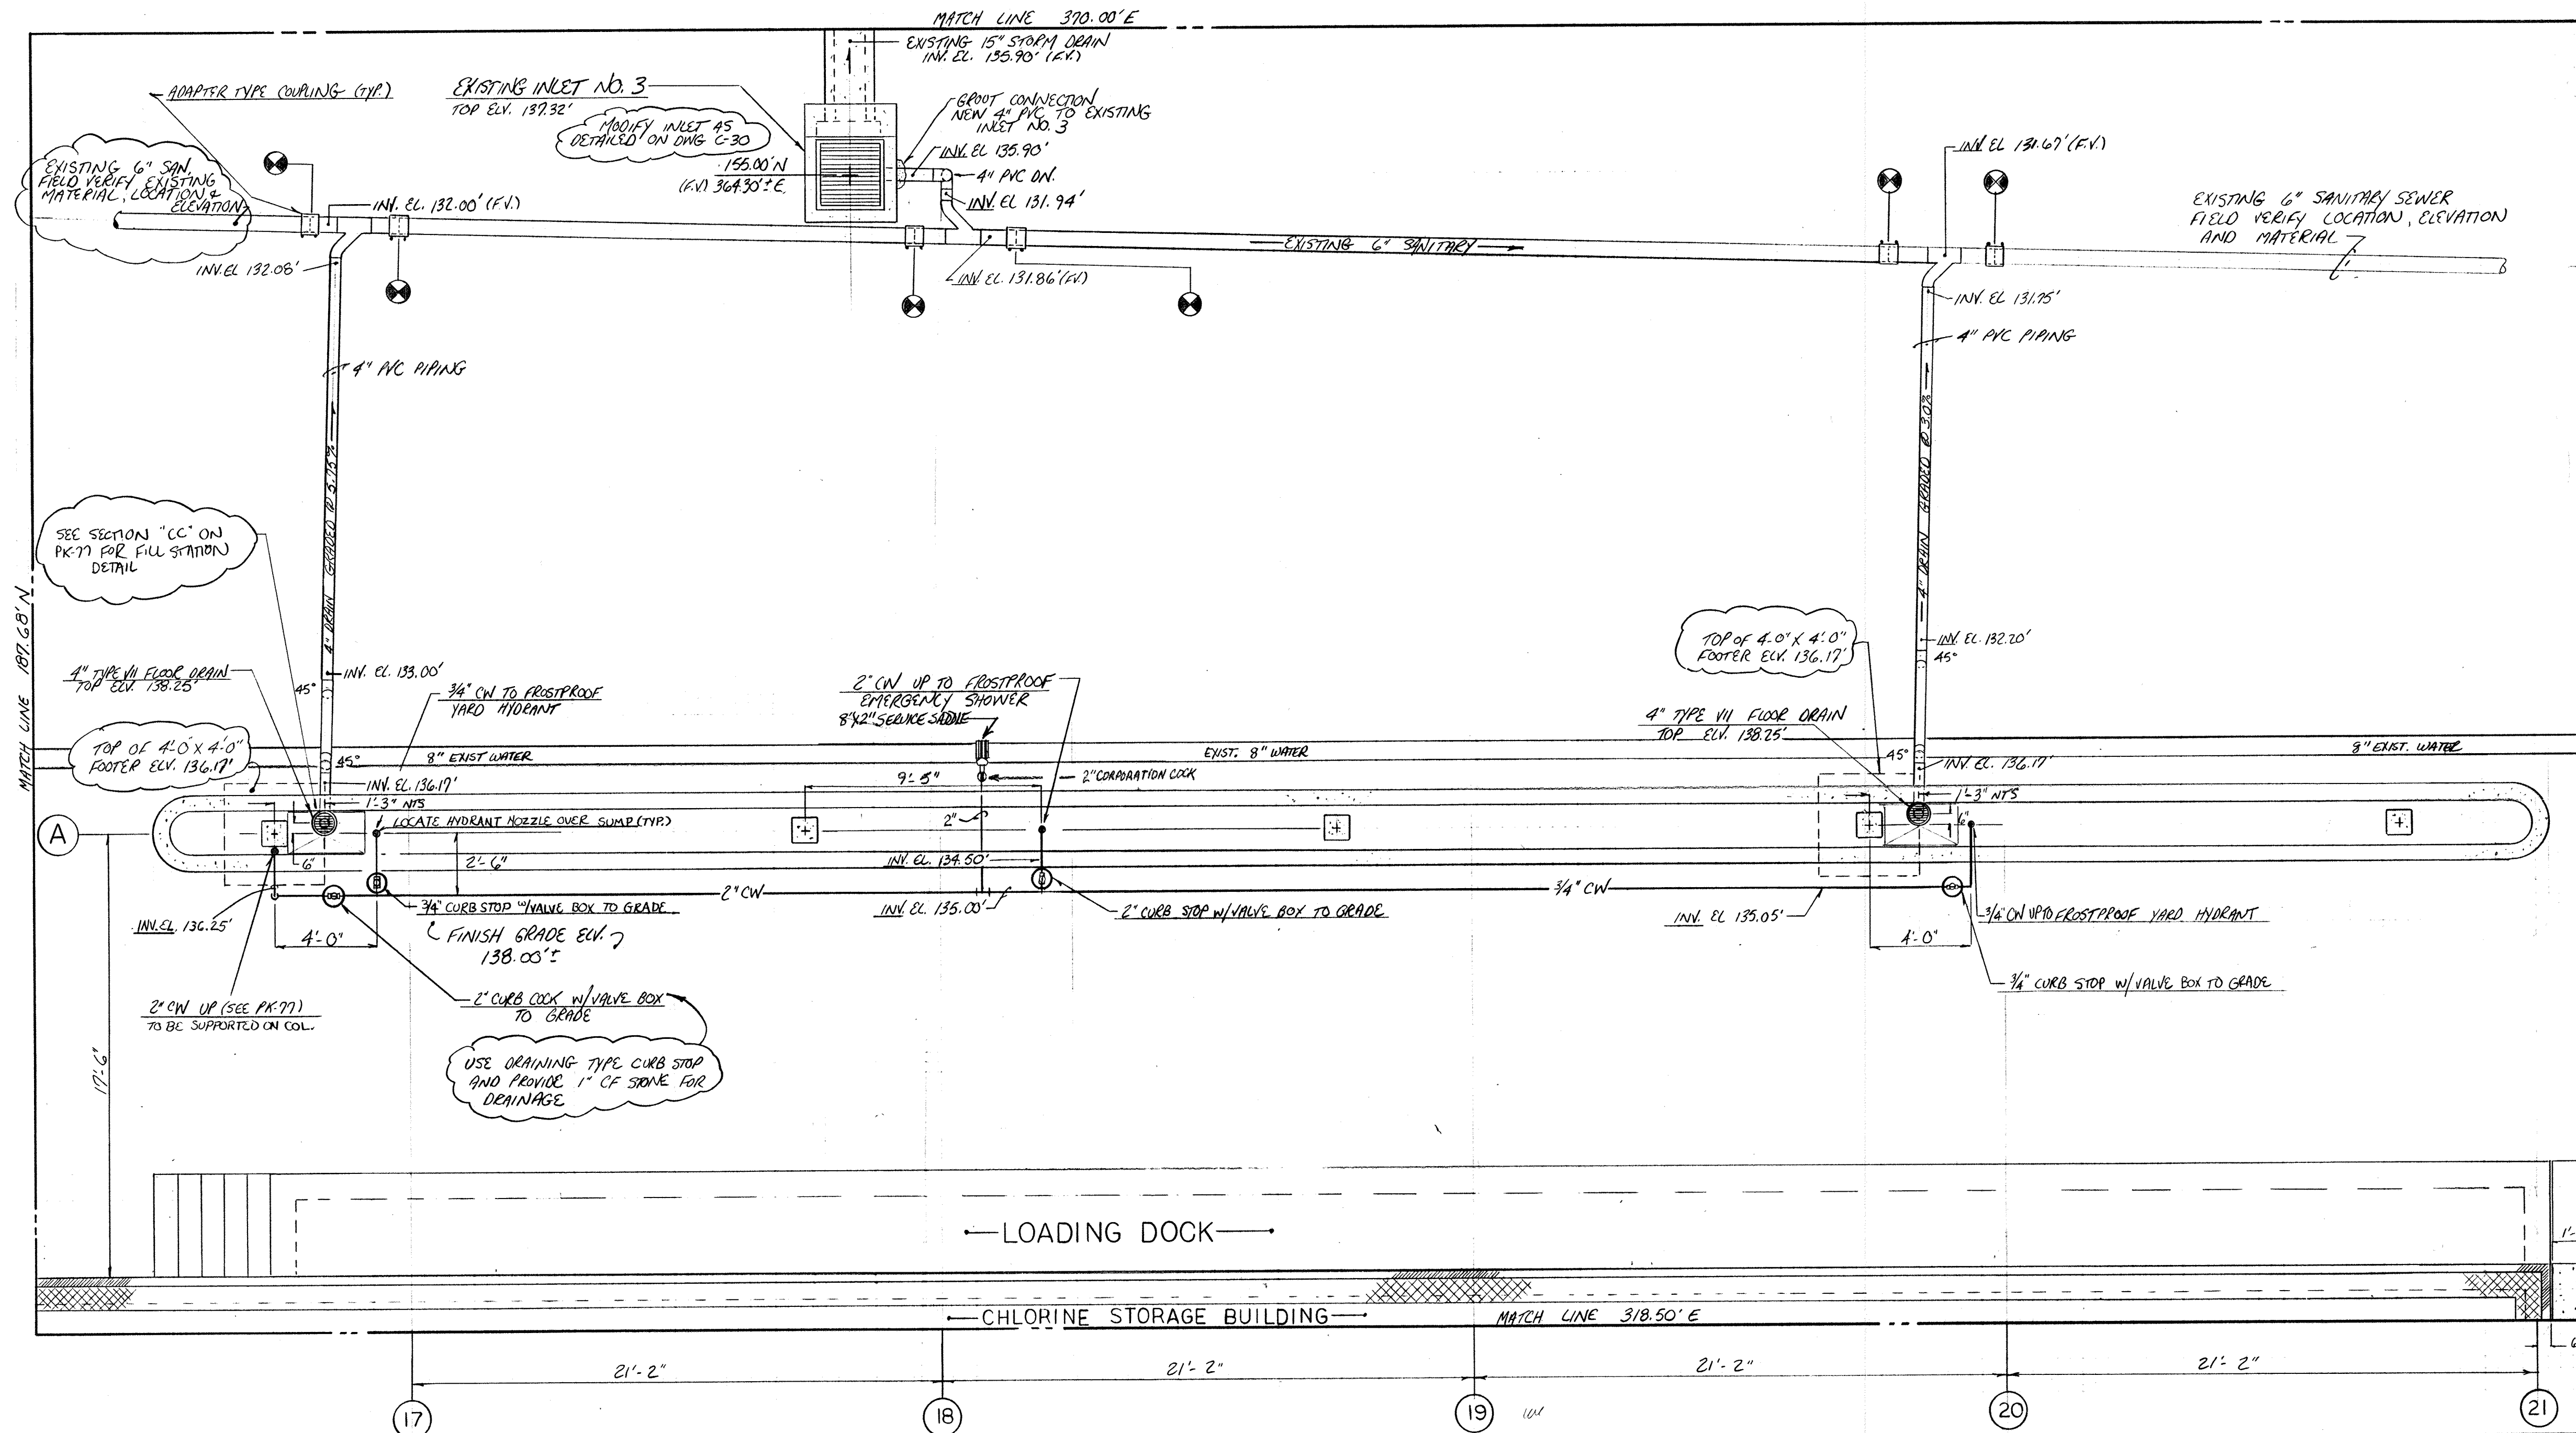 MATCH LINE 370.00' E
EXISTING 15" STORM DRAIN
INV. EL. 135.90' (F.V.)
ADAPTER TYPE COUPLING (TYP.)
EXISTING INLET NO. 3
TOP ELV. 137.32'
MODIFY INLET AS
DETAILED ON DWG C-30
GROUT CONNECTION
NEW 4" PVC TO EXISTING
INLET NO. 3
INV. EL 135.90'
155.00' N
(F.V.) 364.30'± E.
4" PVC DN.
INV. EL 131.94'
EXISTING 6" SAN.
FIELD VERIFY EXISTING
MATERIAL, LOCATION &
ELEVATION
INV. EL. 132.00' (F.V.)
INV. EL 132.08'
INV. EL. 131.86' (F.V.)
EXISTING 6" SANITARY
INV. EL 131.67' (F.V.)
EXISTING 6" SANITARY SEWER
FIELD VERIFY LOCATION, ELEVATION
AND MATERIAL
INV. EL 131.75'
4" PVC PIPING
4" PVC PIPING
4" DRAIN GRADED @ 5.75%
4" DRAIN GRADED @ 3.0%
SEE SECTION "CC" ON
PK-77 FOR FILL STATION
DETAIL
MATCH LINE 187.68' N
4" TYPE VII FLOOR DRAIN
TOP ELV. 138.25'
INV. EL. 133.00'
45°
3/4" CW TO FROSTPROOF
YARD HYDRANT
2" CW UP TO FROSTPROOF
EMERGENCY SHOWER
8"X2" SERVICE SADDLE
TOP OF 4'-0" X 4'-0"
FOOTER ELV. 136.17'
INV. EL. 132.20'
45°
4" TYPE VII FLOOR DRAIN
TOP ELV. 138.25'
TOP OF 4'-0" X 4'-0"
FOOTER ELV. 136.17'
45°
8" EXIST WATER
EXIST. 8" WATER
8" EXIST. WATER
45°
INV. EL. 136.17'
INV. EL. 136.17'
9'-5"
2" CORPORATION COCK
1'-3" NTS
1'-3" NTS
LOCATE HYDRANT NOZZLE OVER SUMP (TYP.)
2"
6"
A
6"
2'-6"
INV. EL. 134.50'
2" CW
3/4" CW
INV. EL. 136.25'
3/4" CURB STOP W/VALVE BOX TO GRADE
INV. EL. 135.00'
2" CURB STOP W/VALVE BOX TO GRADE
INV. EL 135.05'
3/4" CW UP TO FROSTPROOF YARD HYDRANT
4'-0"
FINISH GRADE ELV.
138.00'±
4'-0"
3/4" CURB STOP W/VALVE BOX TO GRADE
2" CW UP (SEE PK-77)
TO BE SUPPORTED ON COL.
2" CURB COCK W/VALVE BOX
TO GRADE
USE DRAINING TYPE CURB STOP
AND PROVIDE 1" CF STONE FOR
DRAINAGE
17'-6"
LOADING DOCK
CHLORINE STORAGE BUILDING
MATCH LINE 318.50' E
21'-2"
21'-2"
21'-2"
21'-2"
17
18
19
20
21